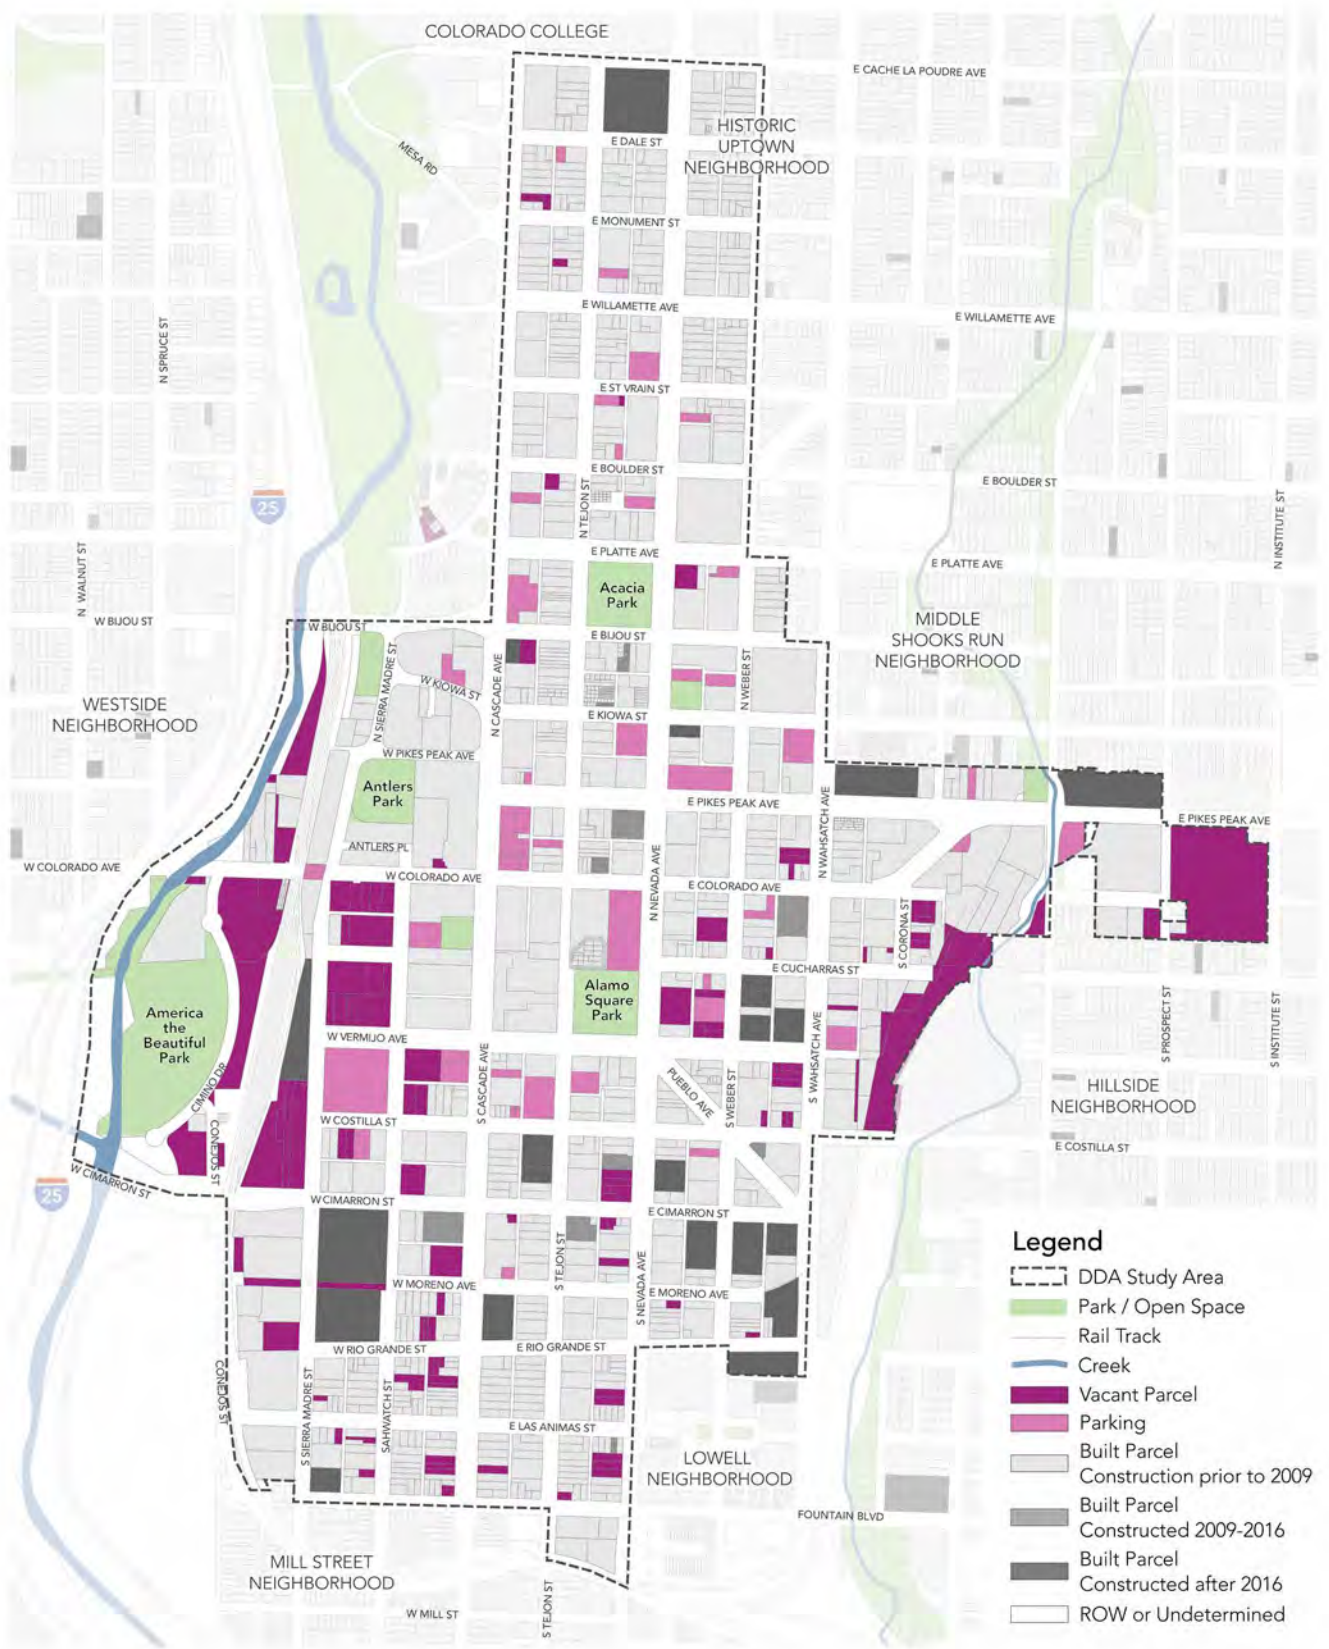 COLORADO COLLEGE
E CACHE LA POUDRE AVE
HISTORIC
UPTOWN
NEIGHBORHOOD
E DALE ST
MESA RD
E MONUMENT ST
E WILLAMETTE AVE
E WILLAMETTE AVE
N SPRUCE ST
E ST VRAIN ST
E BOULDER ST
E BOULDER ST
25
N TEJON ST
N INSTITUTE ST
E PLATTE AVE
E PLATTE AVE
N WALNUT ST
Acacia
Park
W BIJOU ST
W BIJOU ST
E BIJOU ST
MIDDLE
SHOOKS RUN
NEIGHBORHOOD
N SIERRA MADRE ST
N CASCADE AVE
W KIOWA ST
N WEBER ST
WESTSIDE
NEIGHBORHOOD
E KIOWA ST
W PIKES PEAK AVE
Antlers
Park
E PIKES PEAK AVE
E PIKES PEAK AVE
N WAHSATCH AVE
ANTLERS PL
W COLORADO AVE
W COLORADO AVE
N NEVADA AVE
E COLORADO AVE
S CORONA ST
E CUCHARRAS ST
Alamo
Square
Park
America
the
Beautiful
Park
W VERMIJO AVE
S CASCADE AVE
S WAHSATCH AVE
S PROSPECT ST
S INSTITUTE ST
CIMINO DR
PUEBLO AVE
S WEBER ST
HILLSIDE
NEIGHBORHOOD
W COSTILLA ST
CONEJOS ST
E COSTILLA ST
W CIMARRON ST
25
W CIMARRON ST
E CIMARRON ST
S TEJON ST
S NEVADA AVE
W MORENO AVE
E MORENO AVE
W RIO GRANDE ST
E RIO GRANDE ST
CONEJOS ST
S SIERRA MADRE ST
SAHWATCH ST
E LAS ANIMAS ST
LOWELL
NEIGHBORHOOD
FOUNTAIN BLVD
MILL STREET
NEIGHBORHOOD
W MILL ST
S TEJON ST
Legend
DDA Study Area
Park / Open Space
Rail Track
Creek
Vacant Parcel
Parking
Built Parcel
Construction prior to 2009
Built Parcel
Constructed 2009-2016
Built Parcel
Constructed after 2016
ROW or Undetermined